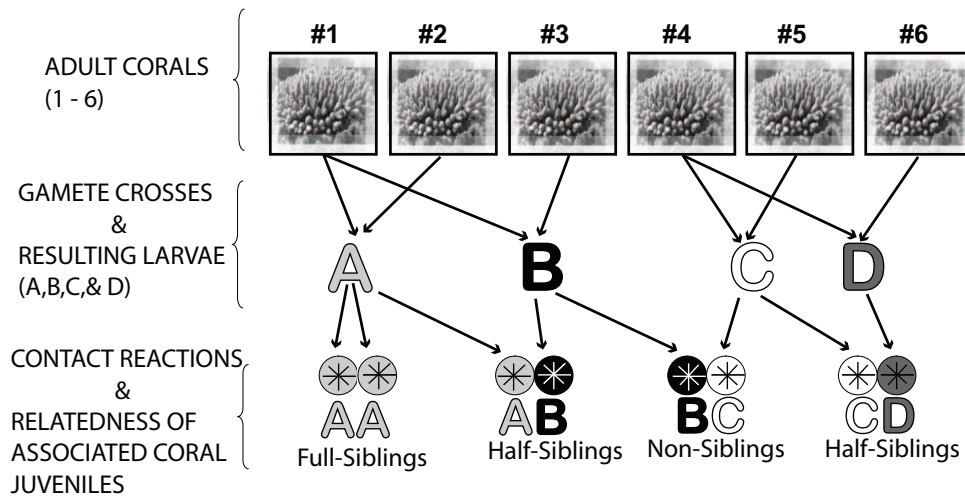 #1 #2 #3 #4 #5 #6
ADULT CORALS
(1 - 6)
GAMETE CROSSES
&
RESULTING LARVAE
(A,B,C,& D)
A B C D
CONTACT REACTIONS
&
RELATEDNESS OF
ASSOCIATED CORAL
JUVENILES
AA AB BC CD
Full-Siblings Half-Siblings Non-Siblings Half-Siblings